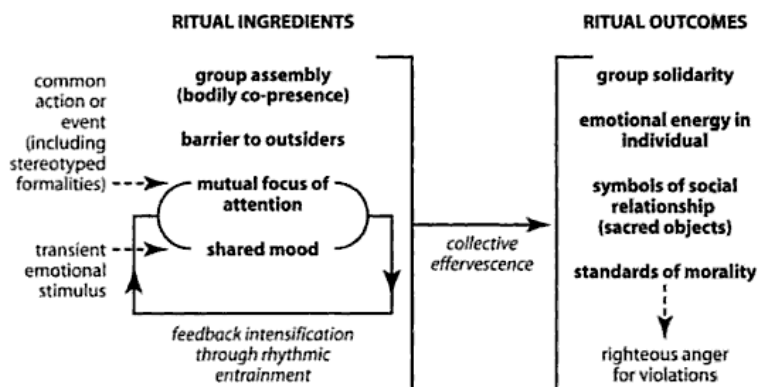 RITUAL INGREDIENTS
common
action or
event
(including
stereotyped
formalities)
transient
emotional
stimulus
group assembly
(bodily co-presence)
barrier to outsiders
mutual focus of
attention
shared mood
feedback intensification
through rhythmic
entrainment
collective
effervescence
RITUAL OUTCOMES
group solidarity
emotional energy in
individual
symbols of social
relationship
(sacred objects)
standards of morality
righteous anger
for violations